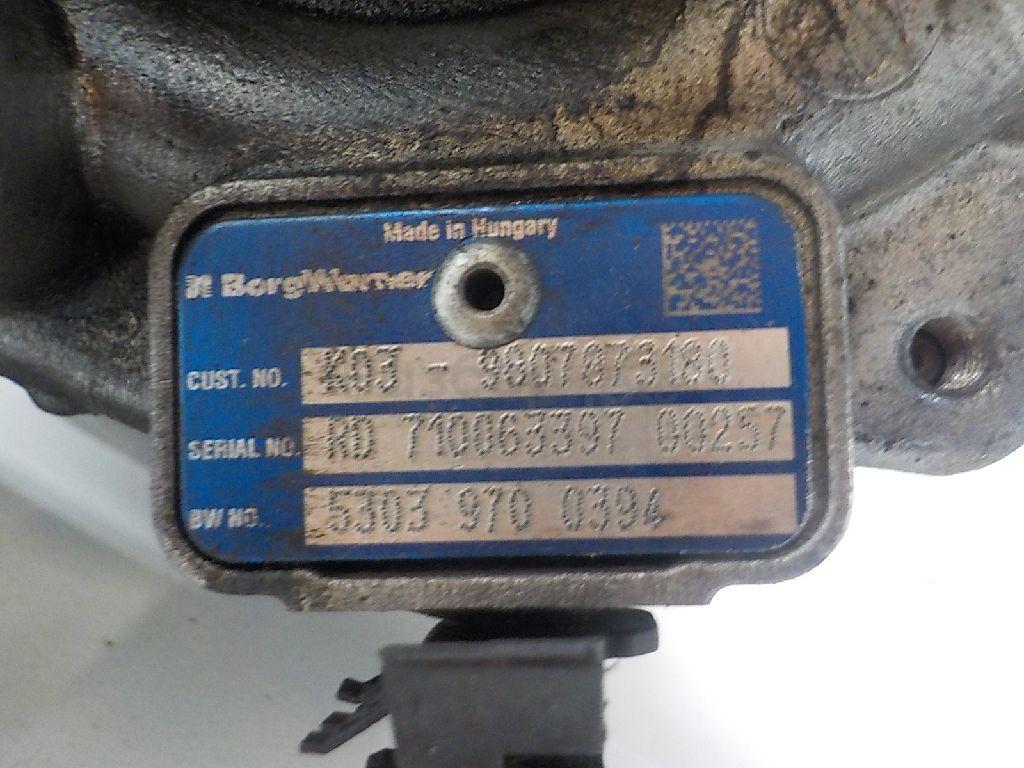 Made in Hungary
BorgWarner
CUST. NO. K03 - 9807873180
SERIAL NO. RD 710063397 00257
BW NO. 5303 970 0394